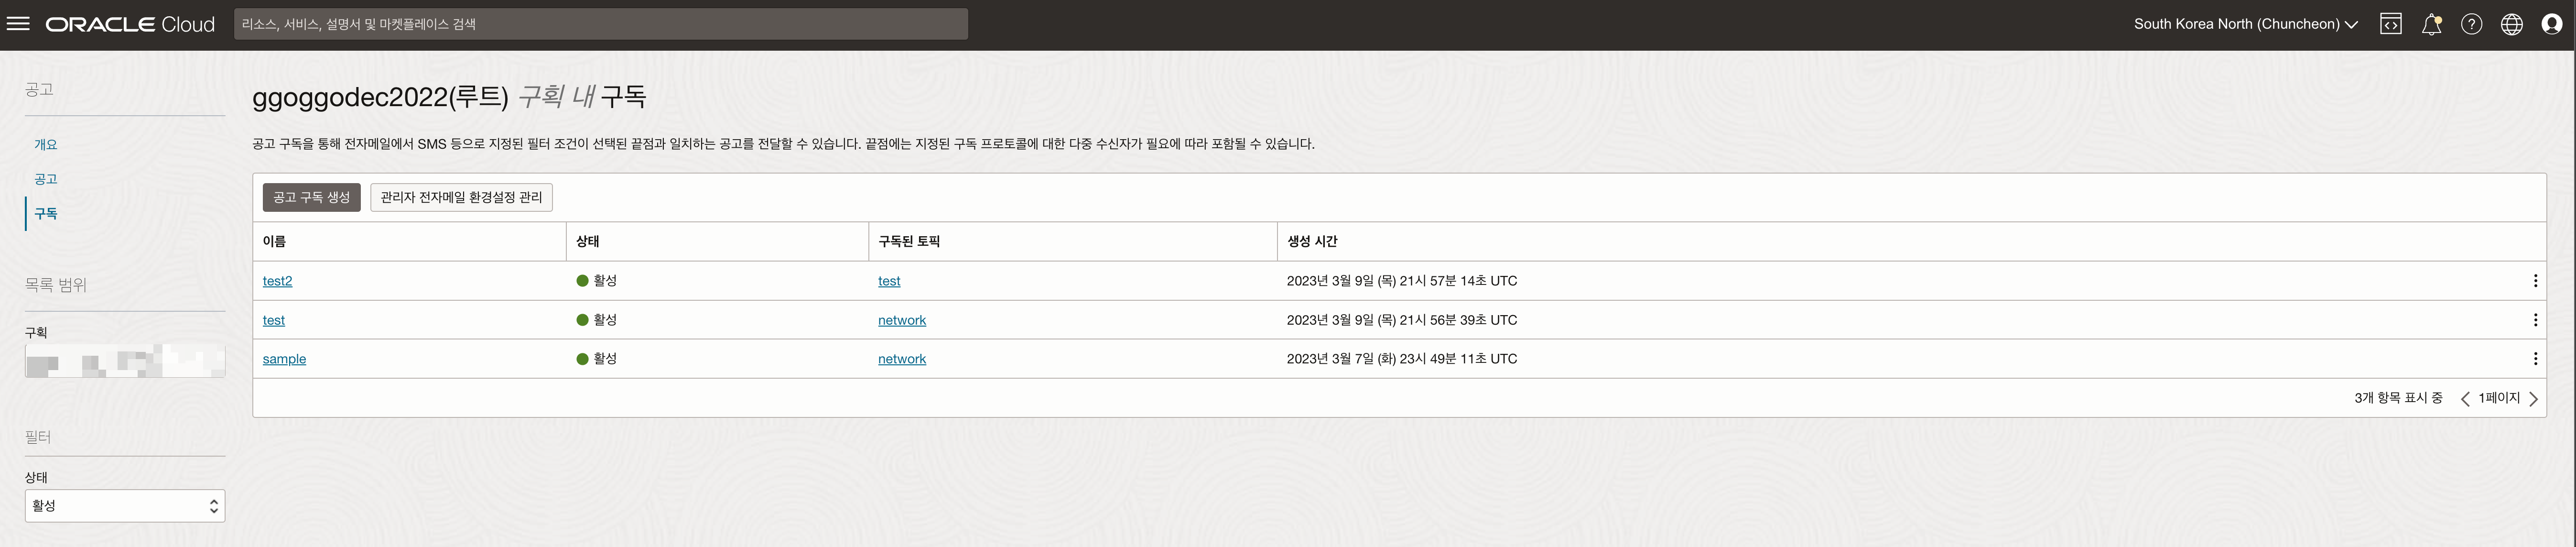 ORACLE Cloud
리소스, 서비스, 설명서 및 마켓플레이스 검색
South Korea North (Chuncheon)
공고
개요
공고
구독
목록 범위
구획
필터
상태
활성
ggoggodec2022(루트) 구획 내 구독
공고 구독을 통해 전자메일에서 SMS 등으로 지정된 필터 조건이 선택된 끝점과 일치하는 공고를 전달할 수 있습니다. 끝점에는 지정된 구독 프로토콜에 대한 다중 수신자가 필요에 따라 포함될 수 있습니다.
공고 구독 생성 관리자 전자메일 환경설정 관리
이름 상태 구독된 토픽 생성 시간
test2 활성 test 2023년 3월 9일 (목) 21시 57분 14초 UTC
test 활성 network 2023년 3월 9일 (목) 21시 56분 39초 UTC
sample 활성 network 2023년 3월 7일 (화) 23시 49분 11초 UTC
3개 항목 표시 중 1페이지